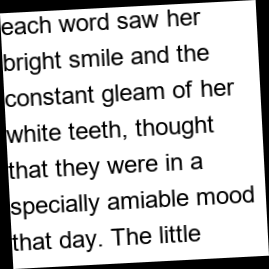 each word saw her
bright smile and the
constant gleam of her
white teeth, thought
that they were in a
specially amiable mood
that day. The little